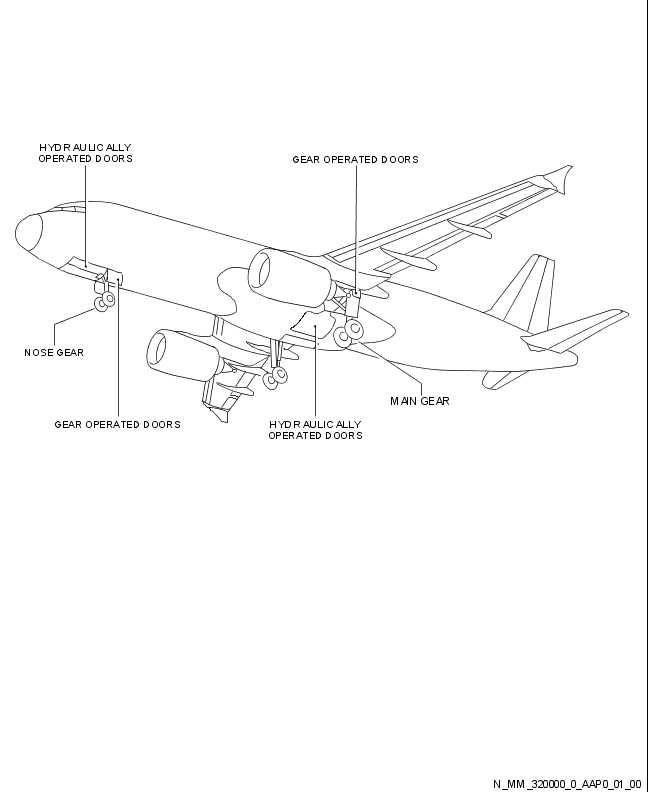 HYDRAULICALLY
OPERATED DOORS
GEAR OPERATED DOORS
NOSE GEAR
MAIN GEAR
GEAR OPERATED DOORS
HYDRAULICALLY
OPERATED DOORS
N_MM_320000_0_AAP0_01_00